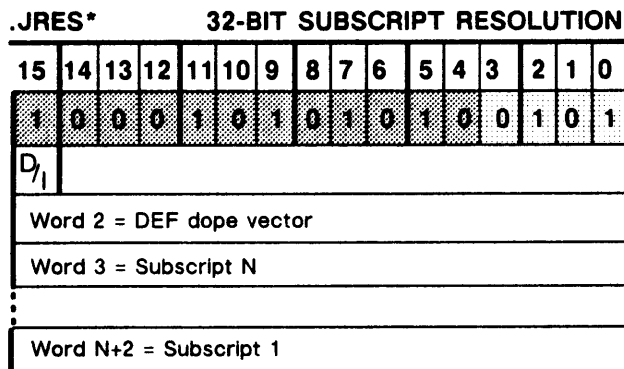 .JRES* 32-BIT SUBSCRIPT RESOLUTION
15 14 13 12 11 10 9 8 7 6 5 4 3 2 1 0
1 0 0 0 1 0 1 0 1 0 1 0 0 1 0 1
D/I
Word 2 = DEF dope vector
Word 3 = Subscript N
Word N+2 = Subscript 1